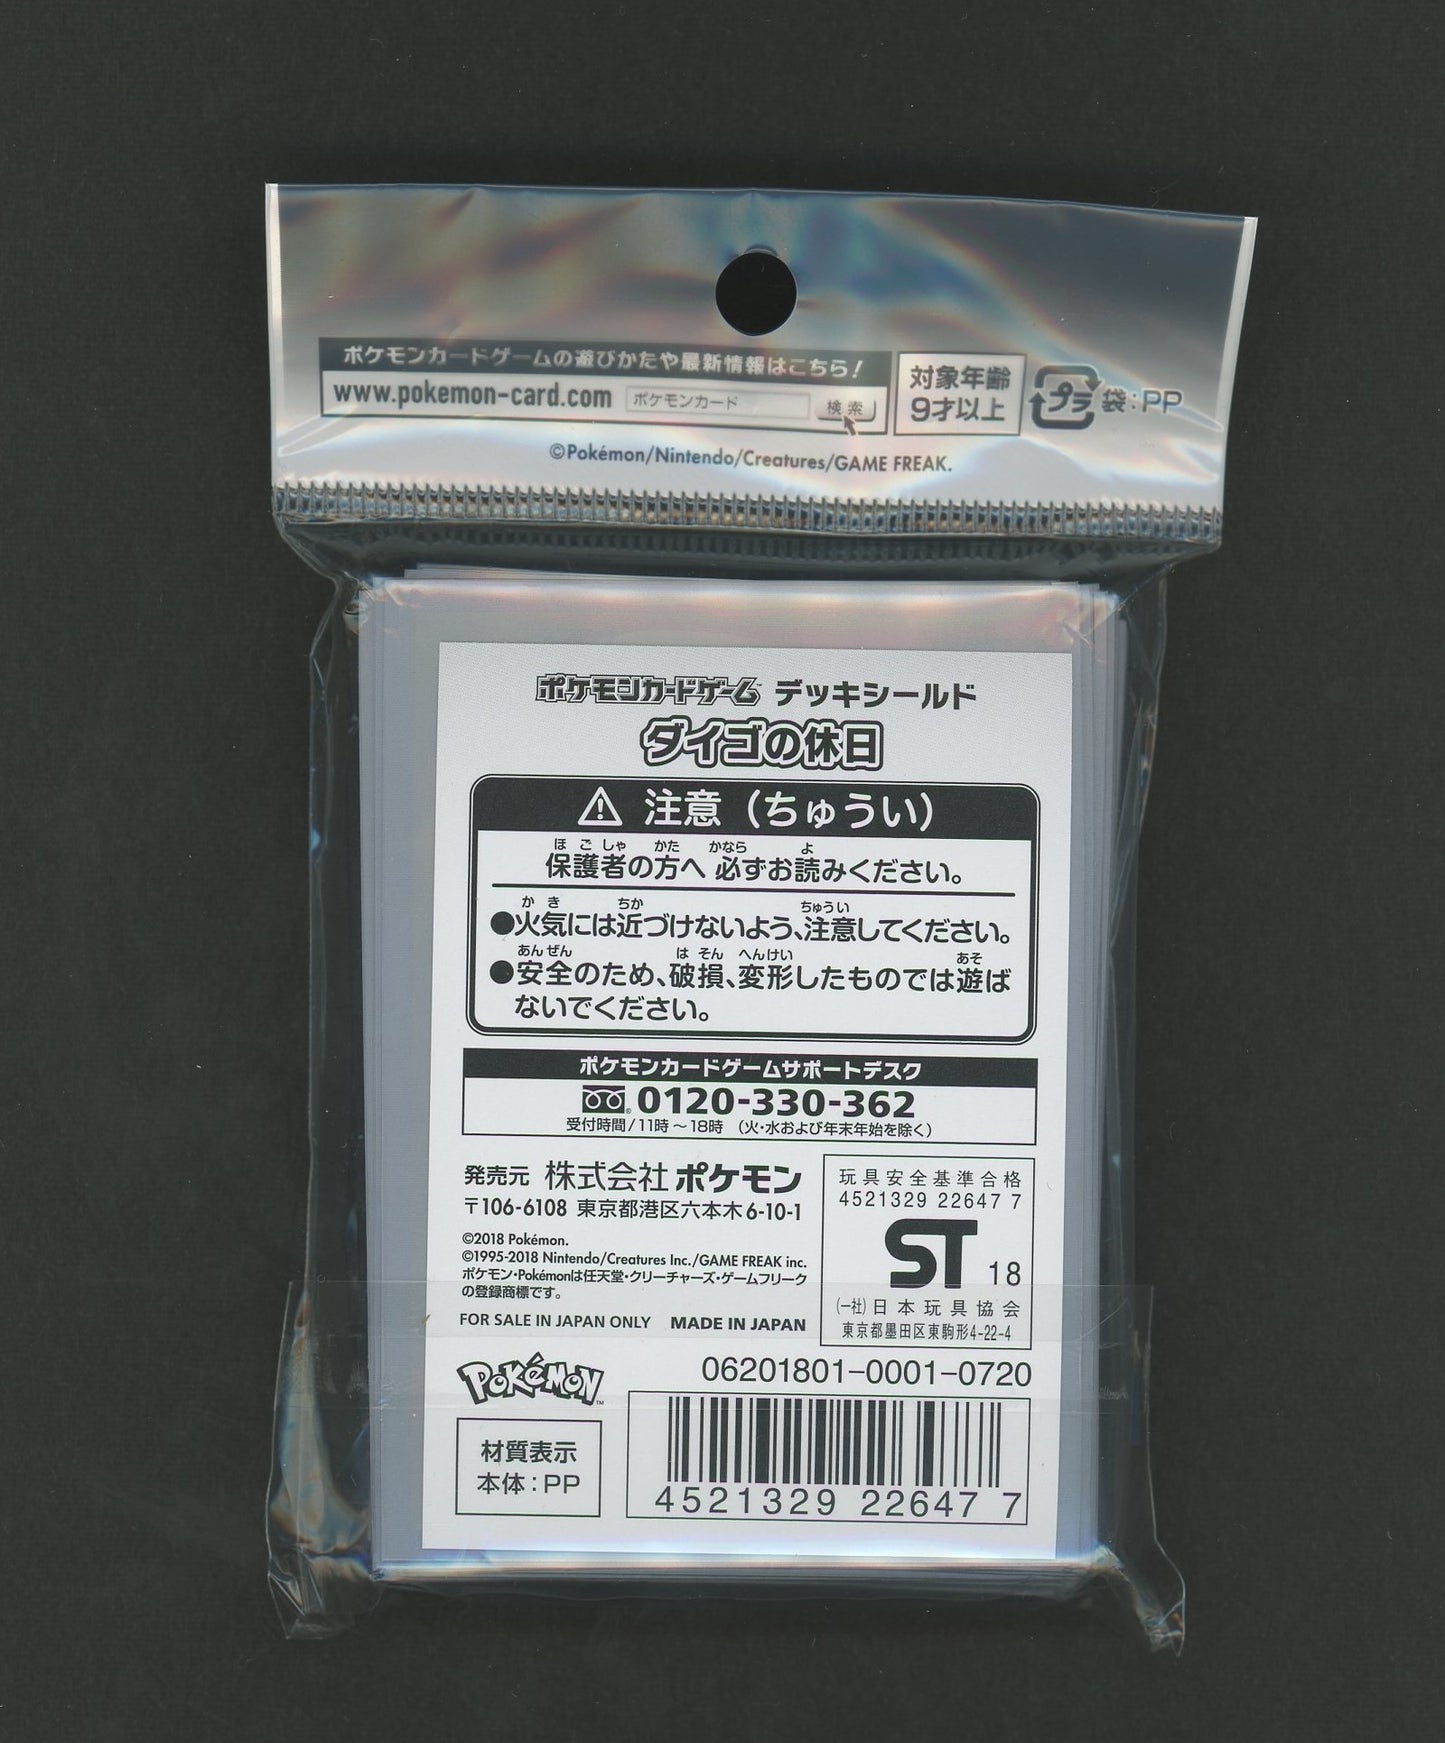 ポケモンカードゲームの遊びかたや最新情報はこちら!
www.pokemon-card.com ポケモンカード 検索
対象年齢
9才以上
プラ 袋:PP
©Pokémon/Nintendo/Creatures/GAME FREAK.
ポケモンカードゲーム™ デッキシールド
ダイゴの休日
注意(ちゅうい)
ほごしゃ かた かなら よ
保護者の方へ 必ずお読みください。
かき ちか ちゅうい
●火気には近づけないよう、注意してください。
あんぜん はそん へんけい あそ
●安全のため、破損、変形したものでは遊ば
ないでください。
ポケモンカードゲームサポートデスク
0120-330-362
受付時間/11時〜18時 (火・水および年末年始を除く)
発売元 株式会社 ポケモン
〒106-6108 東京都港区六本木6-10-1
©2018 Pokémon.
©1995-2018 Nintendo/Creatures Inc./GAME FREAK inc.
ポケモン・Pokémonは任天堂・クリーチャーズ・ゲームフリーク
の登録商標です。
FOR SALE IN JAPAN ONLY MADE IN JAPAN
玩具安全基準合格
4521329 22647 7
ST 18
(一社)日本玩具協会
東京都墨田区東駒形4-22-4
POKéMON™
06201801-0001-0720
材質表示
本体:PP
4521329 22647 7